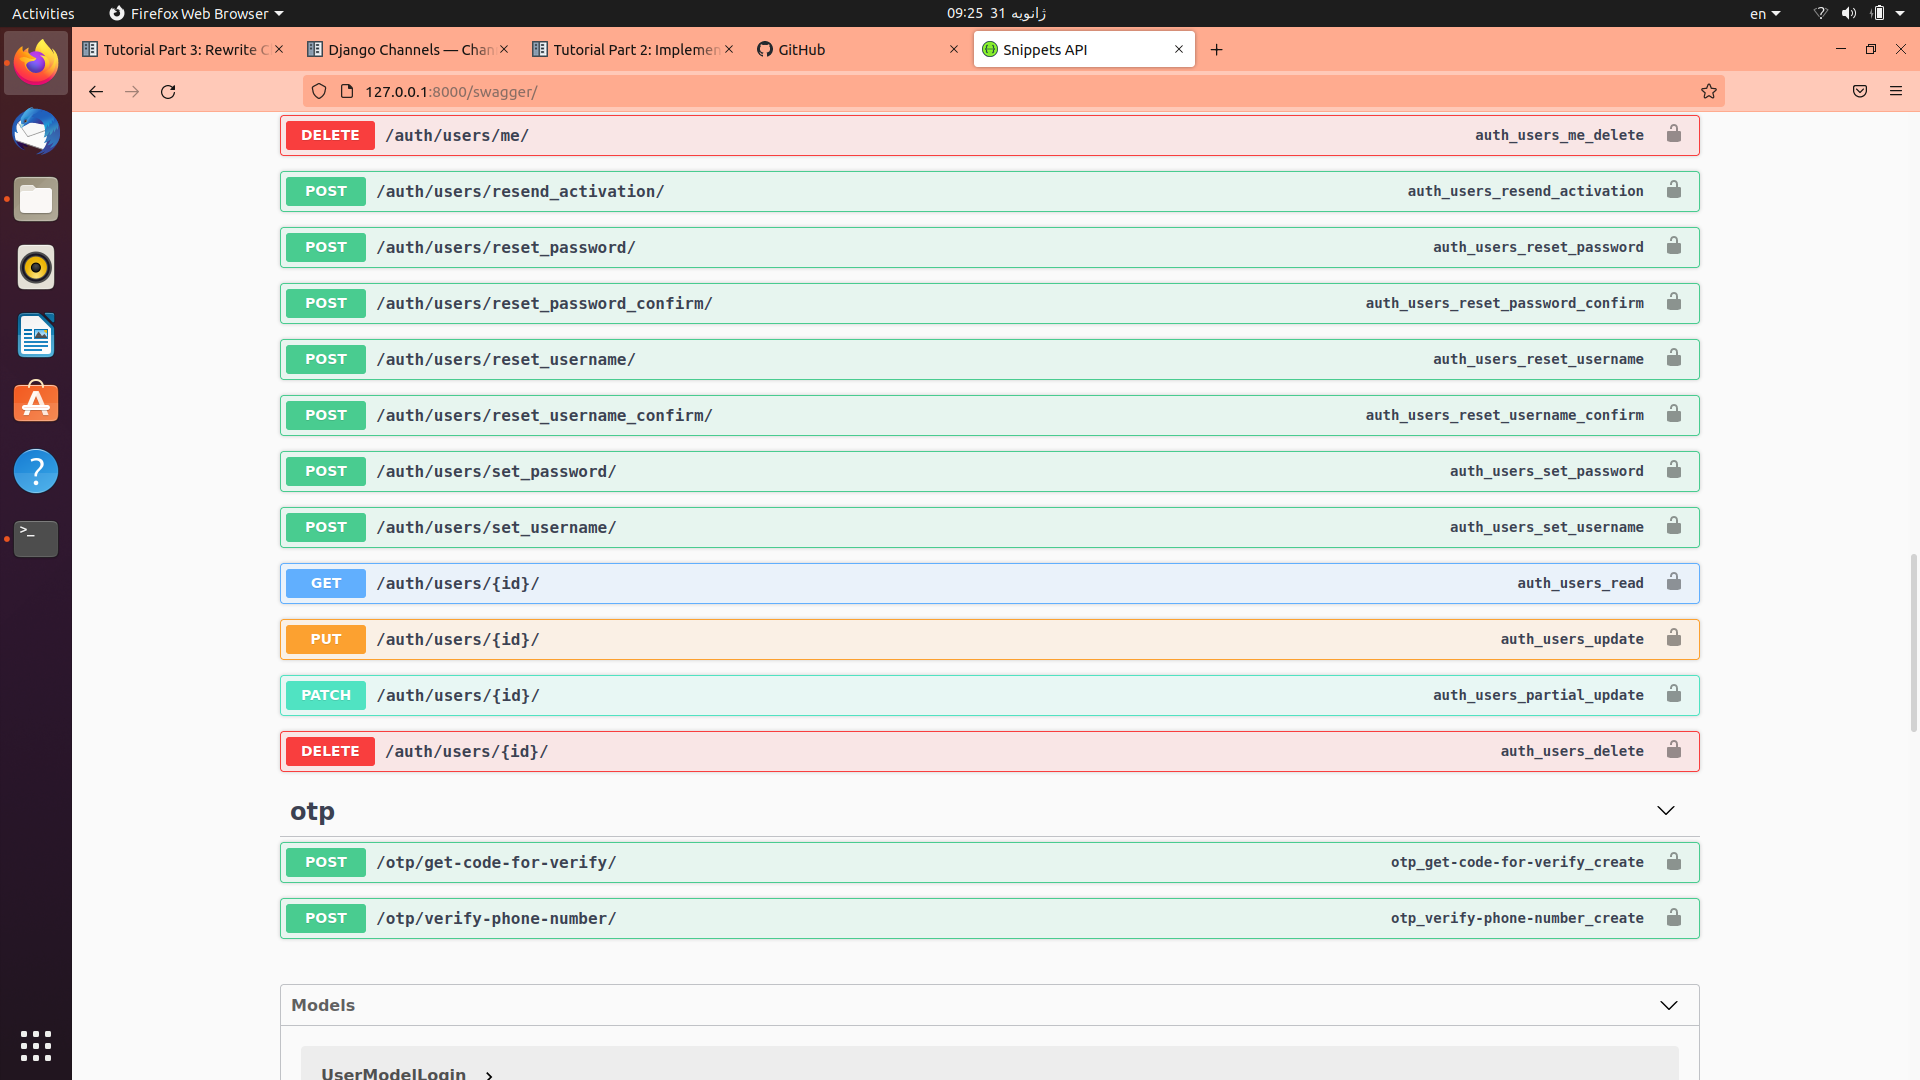 Activities
Firefox Web Browser
ژانویه 31 09:25
en
Tutorial Part 3: Rewrite C
Django Channels — Chan
Tutorial Part 2: Implemen
GitHub
Snippets API
127.0.0.1:8000/swagger/
DELETE /auth/users/me/ auth_users_me_delete
POST /auth/users/resend_activation/ auth_users_resend_activation
POST /auth/users/reset_password/ auth_users_reset_password
POST /auth/users/reset_password_confirm/ auth_users_reset_password_confirm
POST /auth/users/reset_username/ auth_users_reset_username
POST /auth/users/reset_username_confirm/ auth_users_reset_username_confirm
POST /auth/users/set_password/ auth_users_set_password
POST /auth/users/set_username/ auth_users_set_username
GET /auth/users/{id}/ auth_users_read
PUT /auth/users/{id}/ auth_users_update
PATCH /auth/users/{id}/ auth_users_partial_update
DELETE /auth/users/{id}/ auth_users_delete
otp
POST /otp/get-code-for-verify/ otp_get-code-for-verify_create
POST /otp/verify-phone-number/ otp_verify-phone-number_create
Models
UserModelLogin